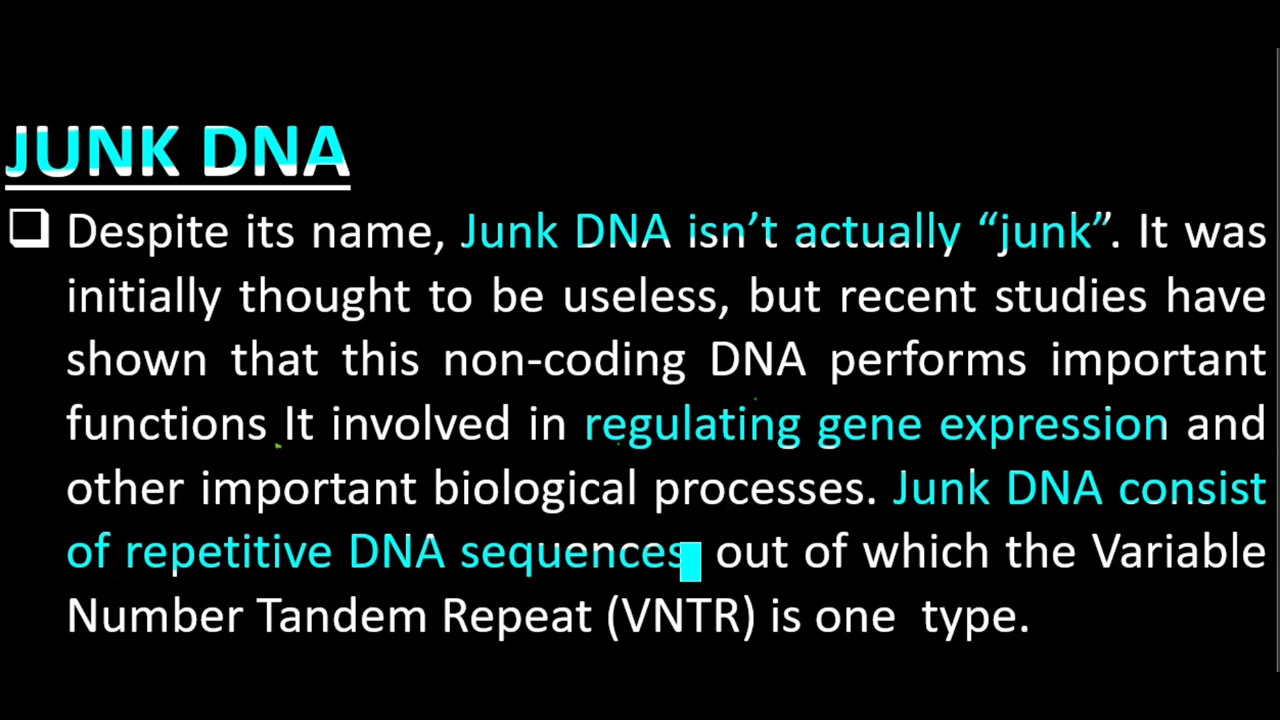 JUNK DNA
❑ Despite its name, Junk DNA isn’t actually “junk”. It was
initially thought to be useless, but recent studies have
shown that this non-coding DNA performs important
functions It involved in regulating gene expression and
other important biological processes. Junk DNA consist
of repetitive DNA sequences out of which the Variable
Number Tandem Repeat (VNTR) is one type.